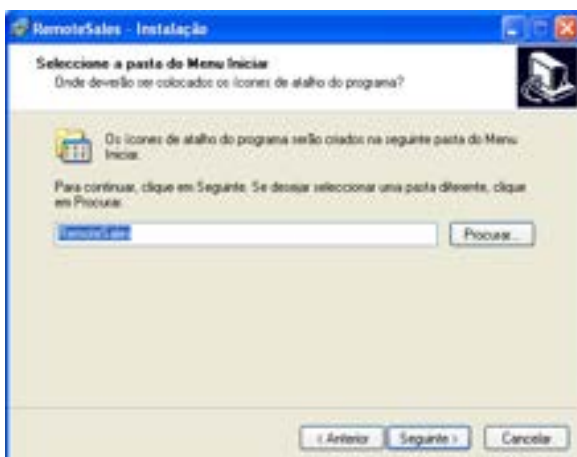 RemoteSales - Instalação
Seleccione a pasta do Menu Iniciar
Onde deverão ser colocados os ícones de atalho do programa?
Os ícones de atalho do programa serão criados na seguinte pasta do Menu
Iniciar.
Para continuar, clique em Seguinte. Se desejar seleccionar uma pasta diferente, clique
em Procurar.
RemoteSales
Procurar...
< Anterior
Seguinte >
Cancelar